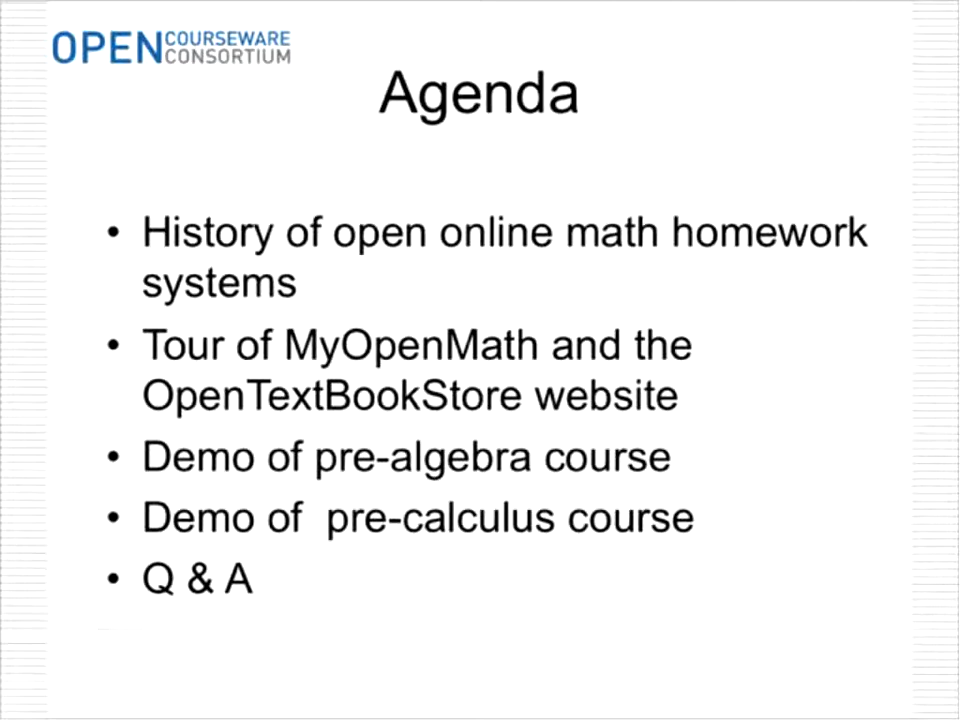 OPEN COURSEWARE
CONSORTIUM
Agenda
• History of open online math homework
systems
• Tour of MyOpenMath and the
OpenTextBookStore website
• Demo of pre-algebra course
• Demo of  pre-calculus course
• Q & A